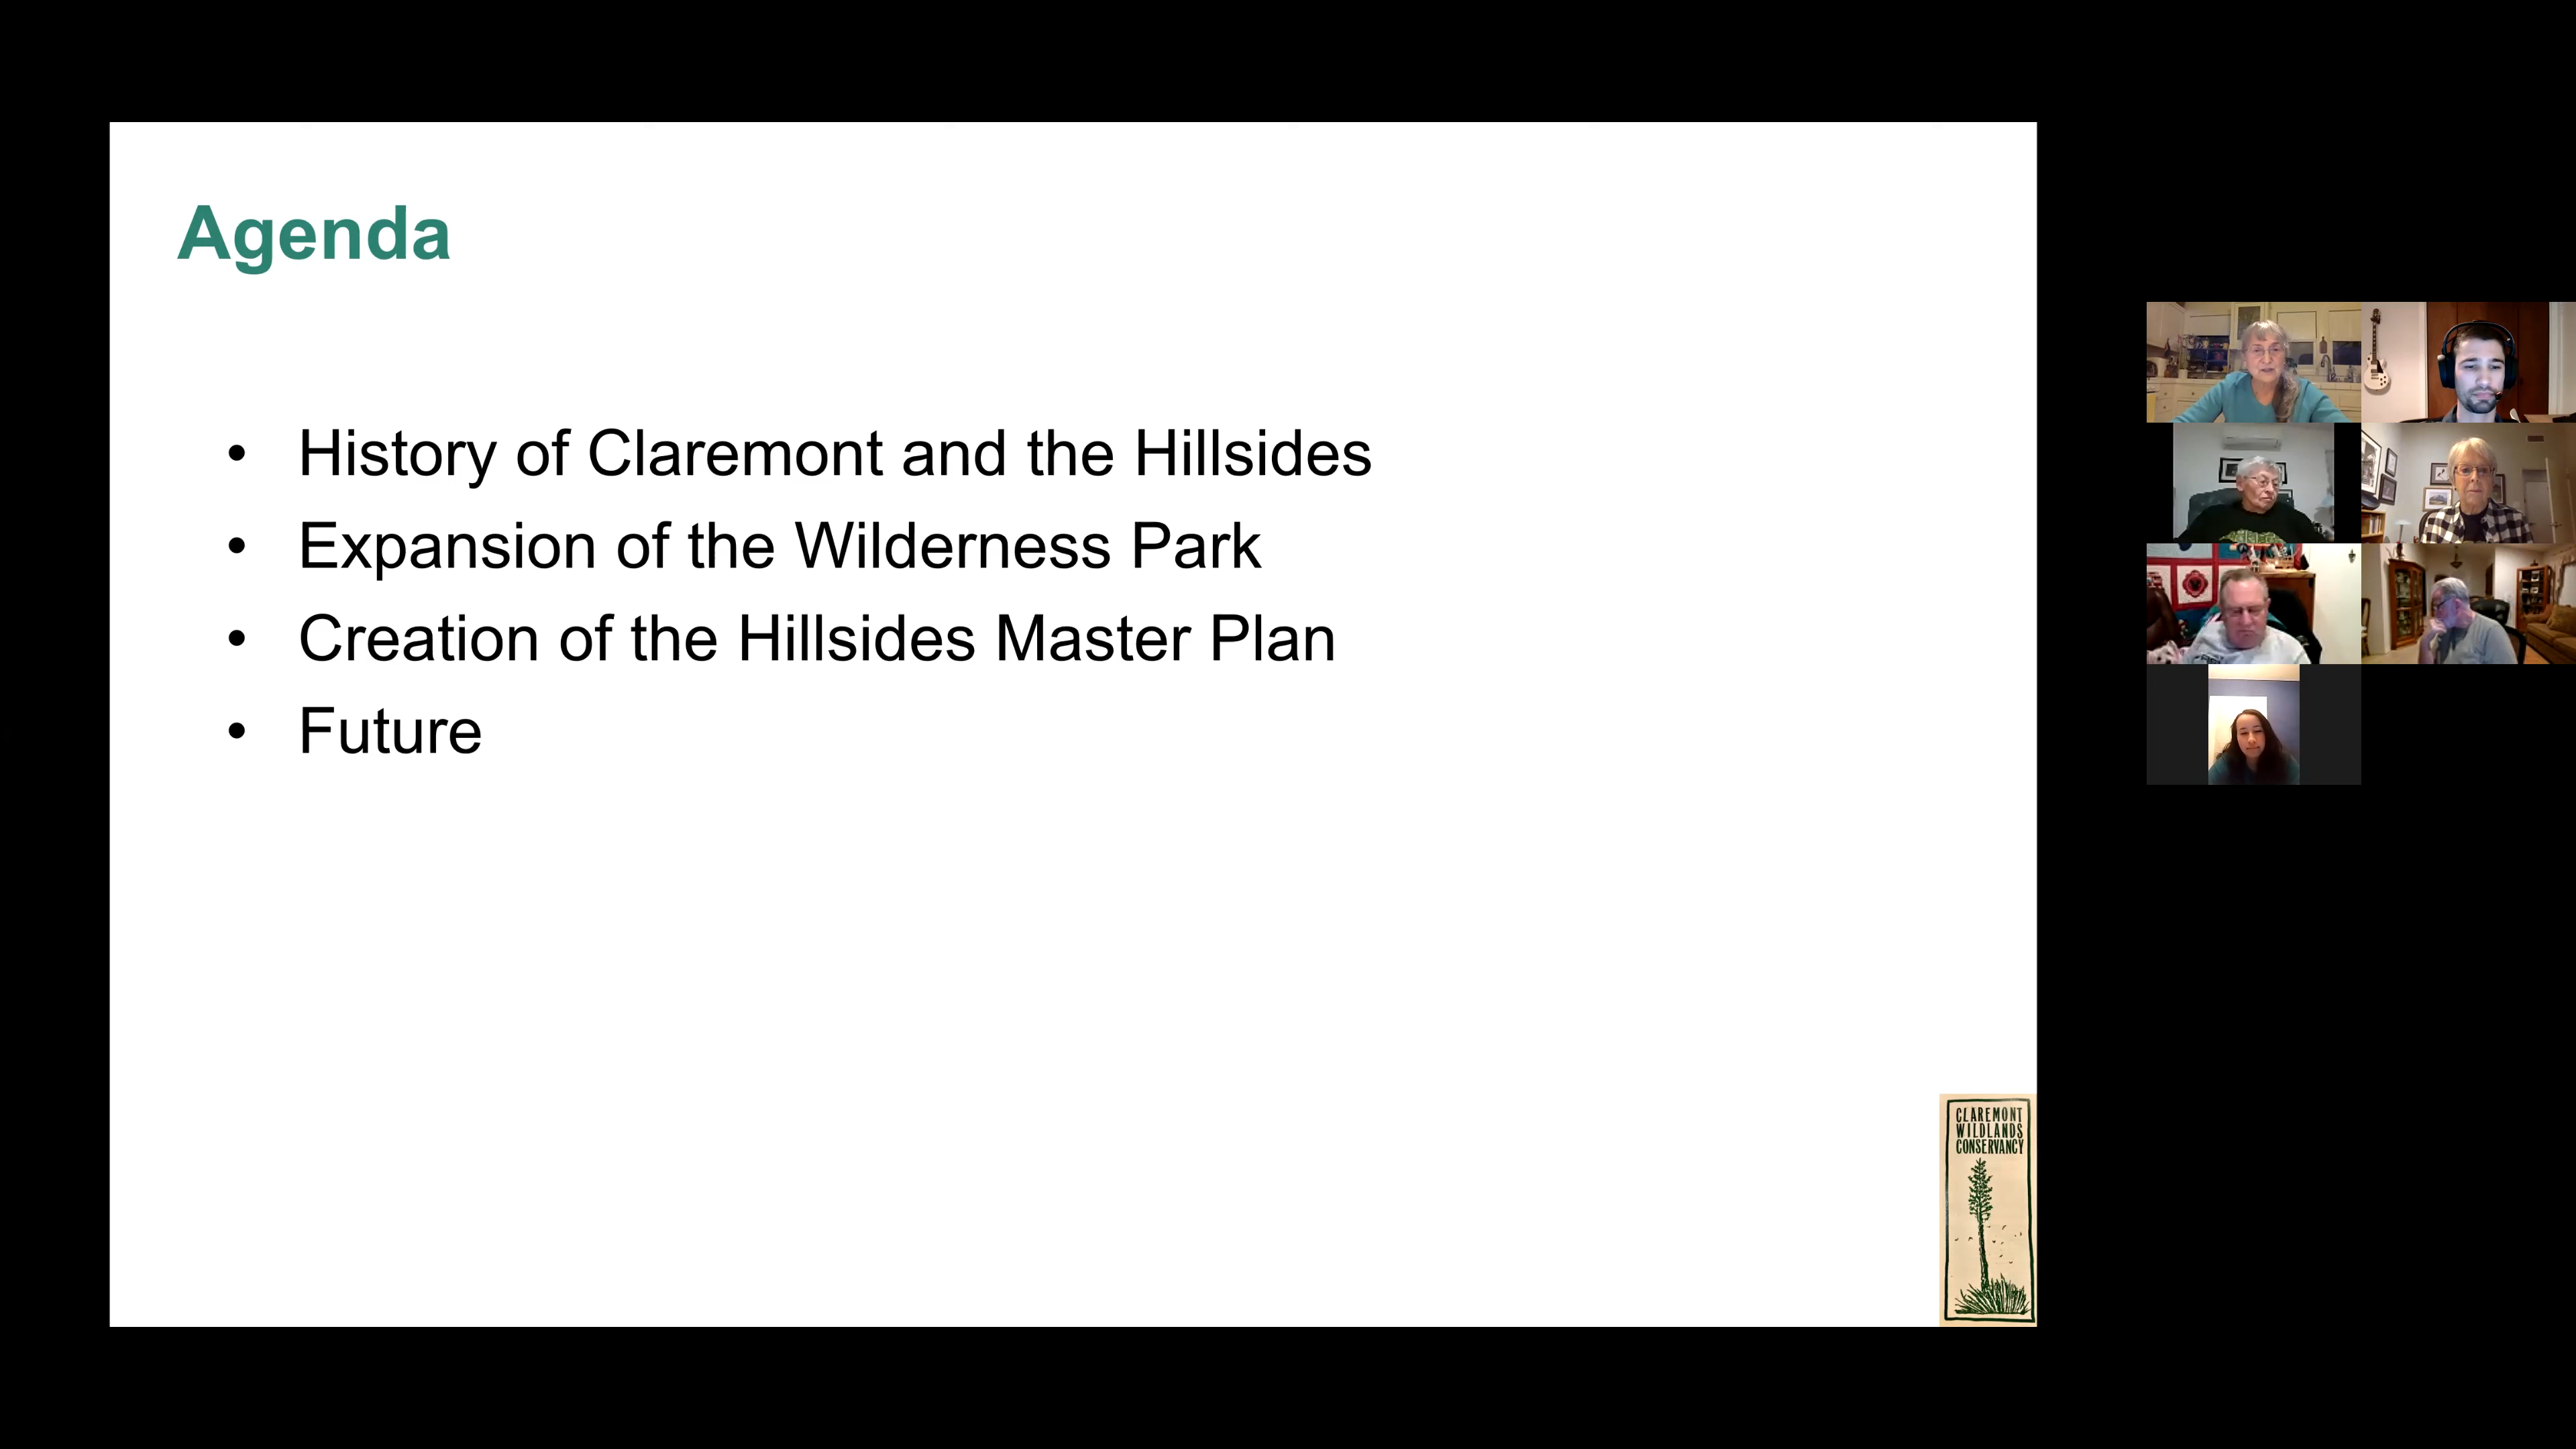 Agenda
• History of Claremont and the Hillsides
• Expansion of the Wilderness Park
• Creation of the Hillsides Master Plan
• Future
CLAREMONT
WILDLANDS
CONSERVANCY